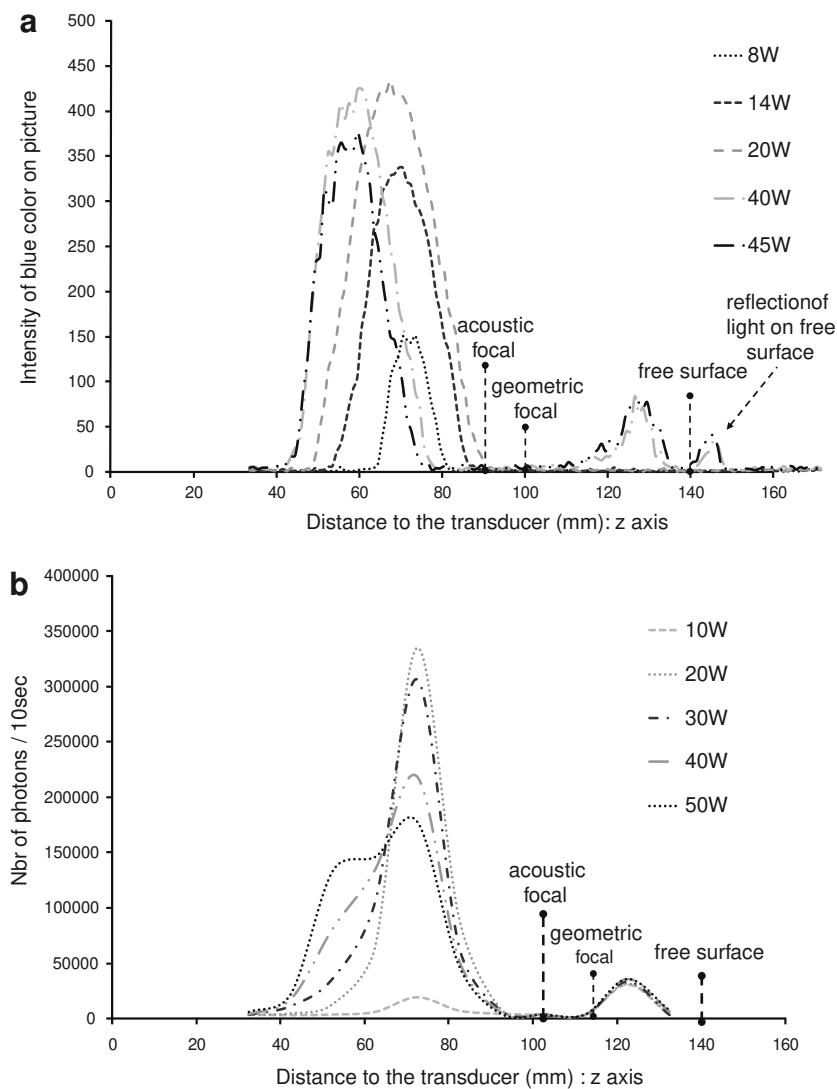 a
500
450
400
350
300
250
200
150
100
50
0
Intensity of blue color on picture
8W
14W
20W
40W
45W
acoustic
focal
geometric
focal
free surface
reflectionof
light on free
surface
0 20 40 60 80 100 120 140 160
Distance to the transducer (mm): z axis
b
400000
350000
300000
250000
200000
150000
100000
50000
0
Nbr of photons / 10sec
10W
20W
30W
40W
50W
acoustic
focal
geometric
focal
free surface
0 20 40 60 80 100 120 140 160
Distance to the transducer (mm) : z axis